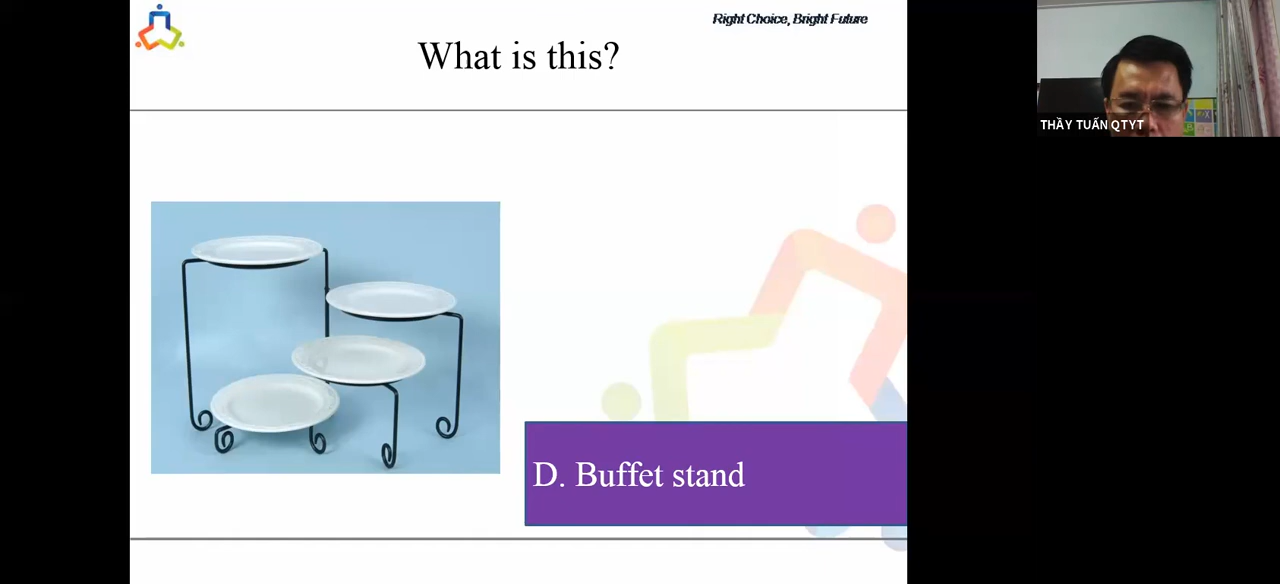 Right Choice, Bright Future
What is this?
THẦY TUẤN QTYT
D. Buffet stand